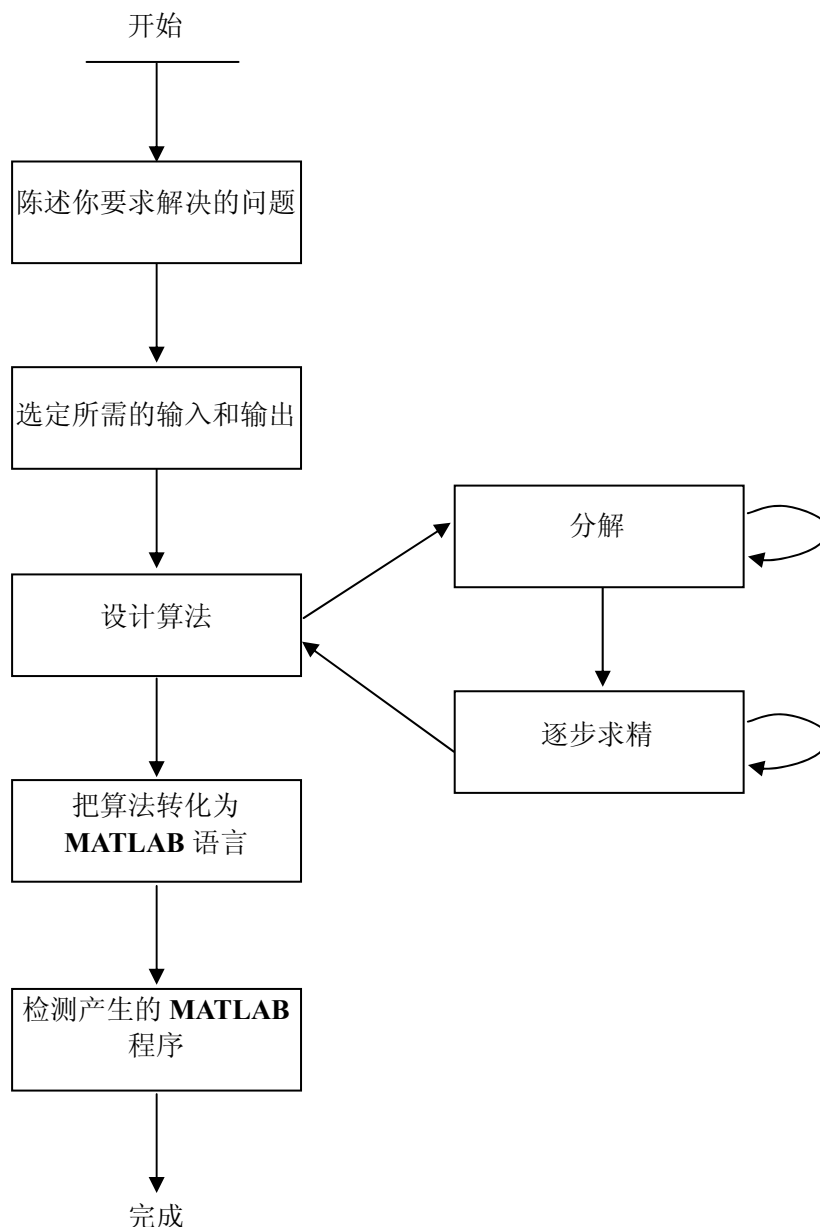 开始
陈述你要求解决的问题
选定所需的输入和输出
分解
设计算法
逐步求精
把算法转化为
MATLAB 语言
检测产生的 MATLAB
程序
完成